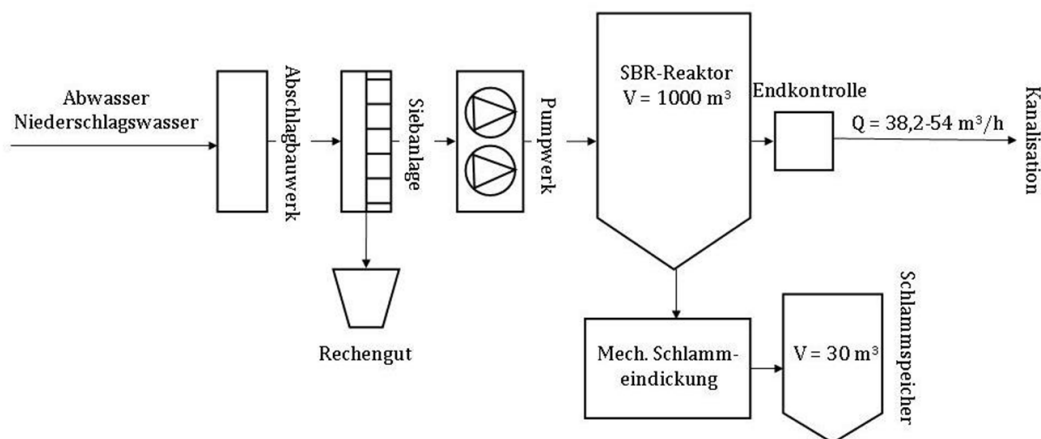 Abwasser
Niederschlagswasser
Abschlagbauwerk
Siebanlage
Rechengut
Pumpwerk
SBR-Reaktor
V = 1000 m³
Endkontrolle
Q = 38,2-54 m³/h
Kanalisation
Mech. Schlamm-
eindickung
V = 30 m³
Schlammspeicher